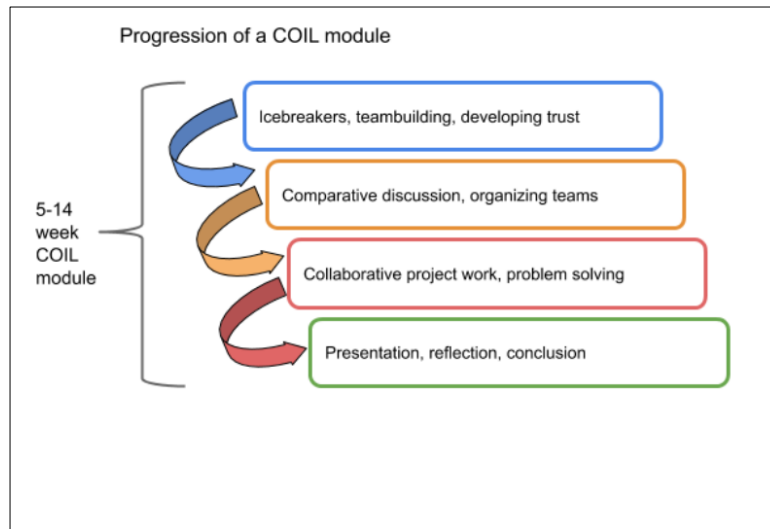 Progression of a COIL module
5-14
week
COIL
module
Icebreakers, teambuilding, developing trust
Comparative discussion, organizing teams
Collaborative project work, problem solving
Presentation, reflection, conclusion